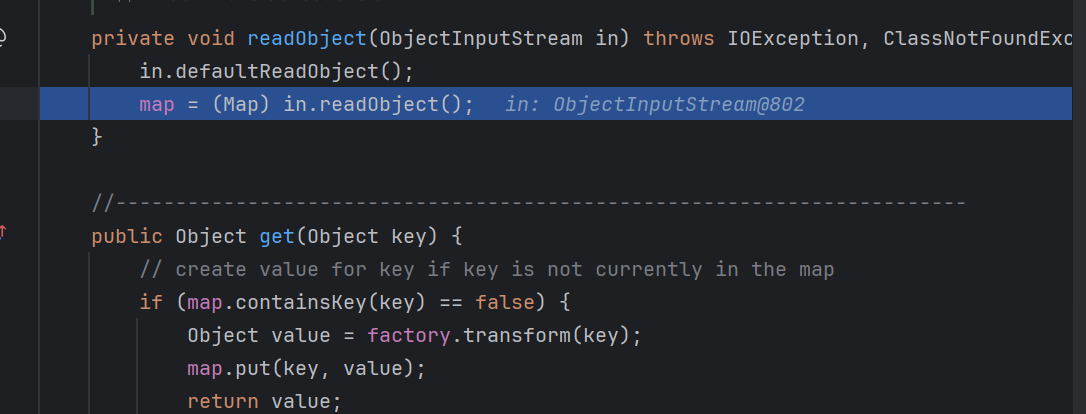 private void readObject(ObjectInputStream in) throws IOException, ClassNotFoundExc
in.defaultReadObject();
map = (Map) in.readObject(); in: ObjectInputStream@802
}
//-----------------------------------------------------------------------
public Object get(Object key) {
// create value for key if key is not currently in the map
if (map.containsKey(key) == false) {
Object value = factory.transform(key);
map.put(key, value);
return value;